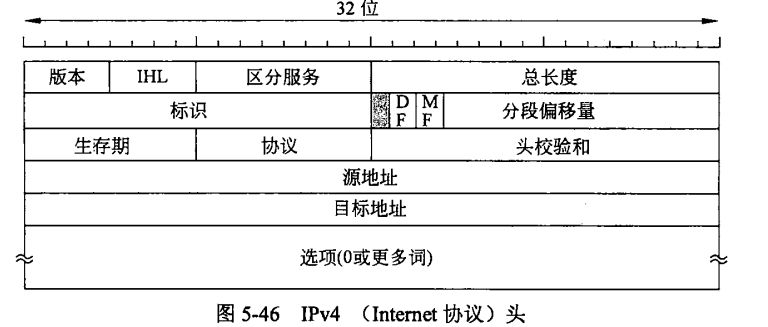 32 位
版本 IHL 区分服务 总长度
标识 DF MF 分段偏移量
生存期 协议 头校验和
源地址
目标地址
选项(0或更多词)
图 5-46 IPv4 （Internet 协议）头